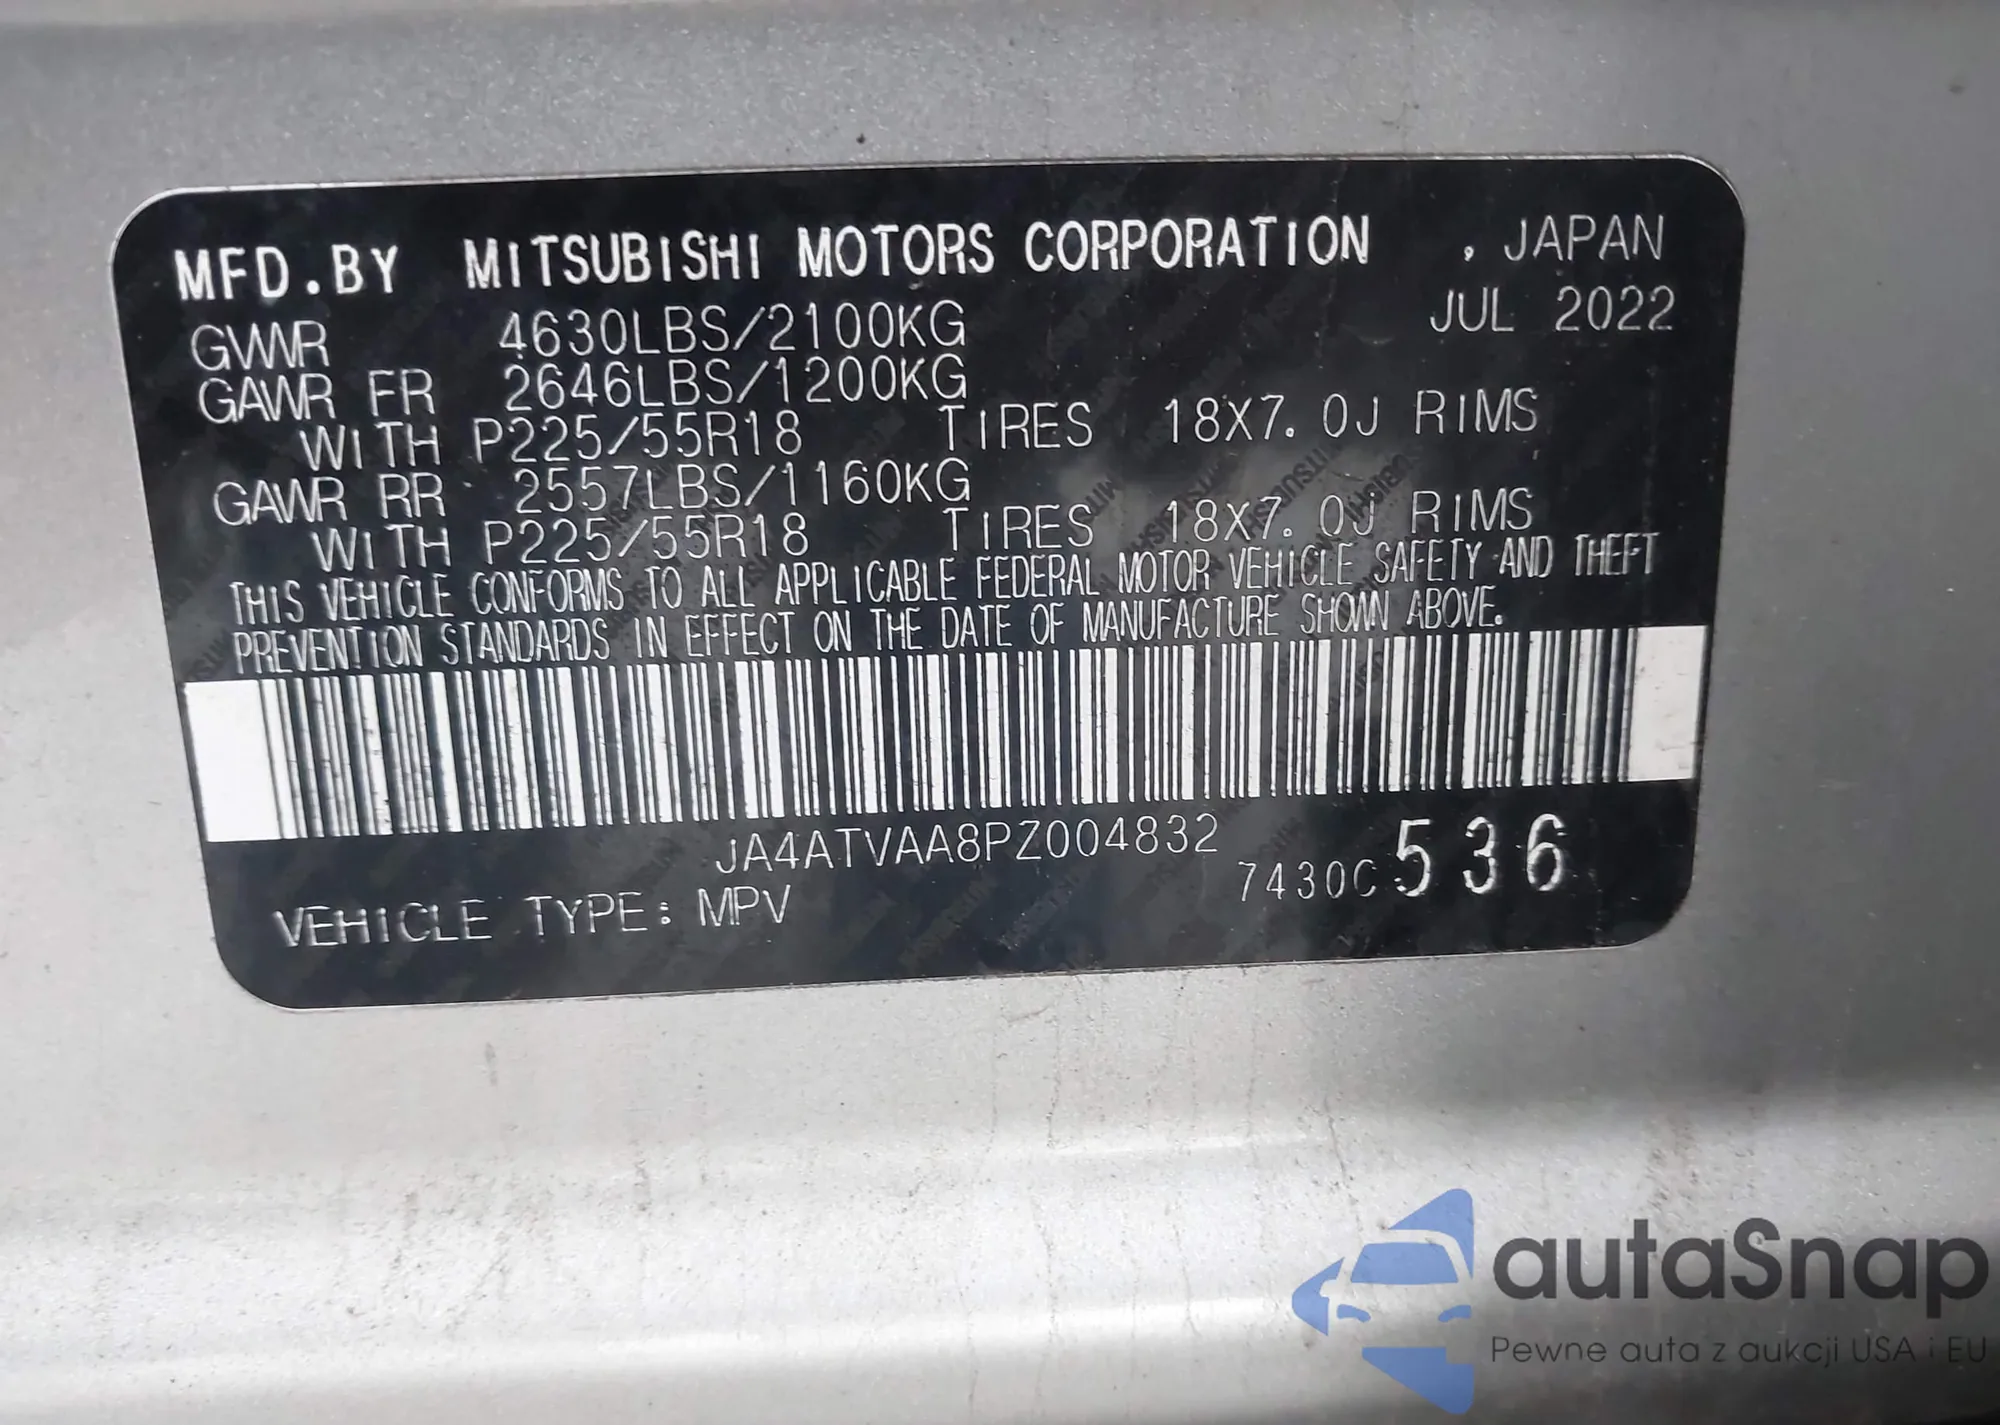 MFD.BY MITSUBISHI MOTORS CORPORATION , JAPAN
GVWR 4630LBS/2100KG JUL 2022
GAWR FR 2646LBS/1200KG
WITH P225/55R18 TIRES 18X7.0J RIMS
GAWR RR 2557LBS/1160KG
WITH P225/55R18 TIRES 18X7.0J RIMS
THIS VEHICLE CONFORMS TO ALL APPLICABLE FEDERAL MOTOR VEHICLE SAFETY AND THEFT
PREVENTION STANDARDS IN EFFECT ON THE DATE OF MANUFACTURE SHOWN ABOVE.
JA4ATVAA8PZ004832
7430C536
VEHICLE TYPE: MPV
autaSnap
Pewne auta z aukcji USA i EU